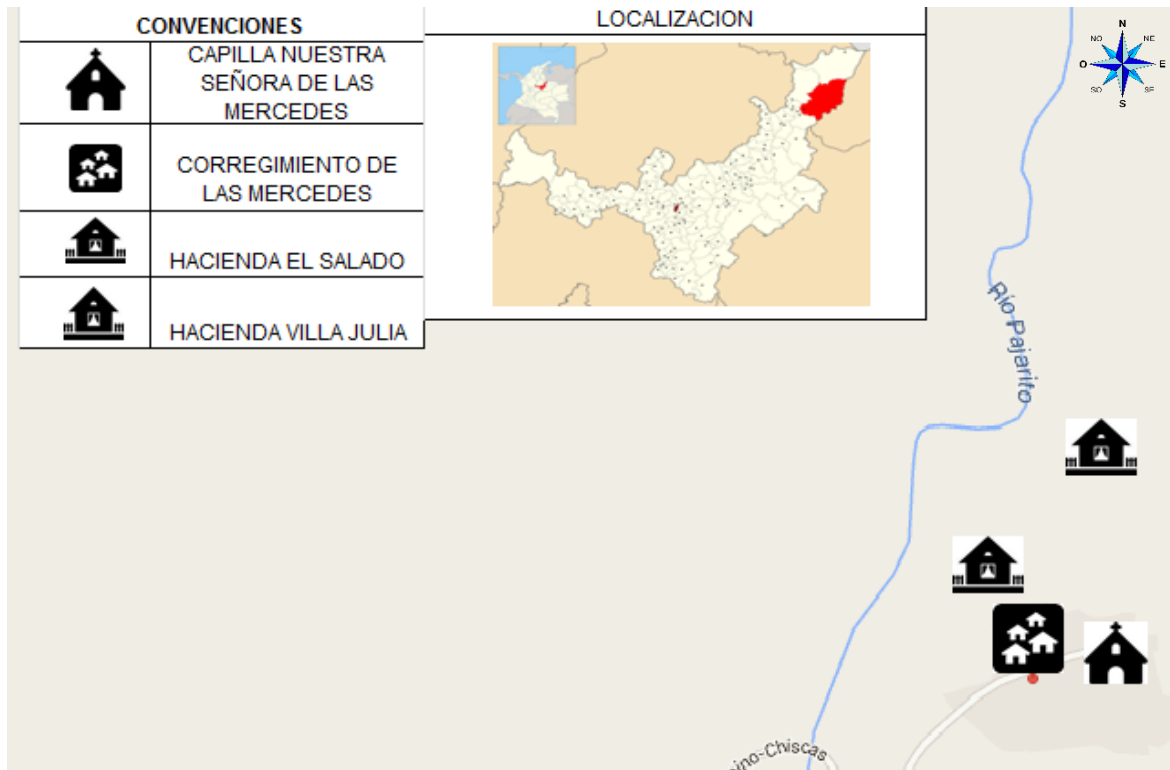 CONVENCIONES
CAPILLA NUESTRA
SEÑORA DE LAS
MERCEDES
CORREGIMIENTO DE
LAS MERCEDES
HACIENDA EL SALADO
HACIENDA VILLA JULIA
LOCALIZACION
N
NO
NE
O
E
SO
SE
S
Río Pajarito
ino-Chiscas